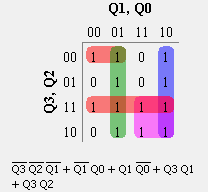 Q1, Q0
00 01 11 10
Q3, Q2
00 1 1 0 1
01 0 1 0 1
11 1 1 1 1
10 0 1 1 1
Q3 Q2 Q1 + Q1 Q0 + Q1 Q0 + Q3 Q1
+ Q3 Q2